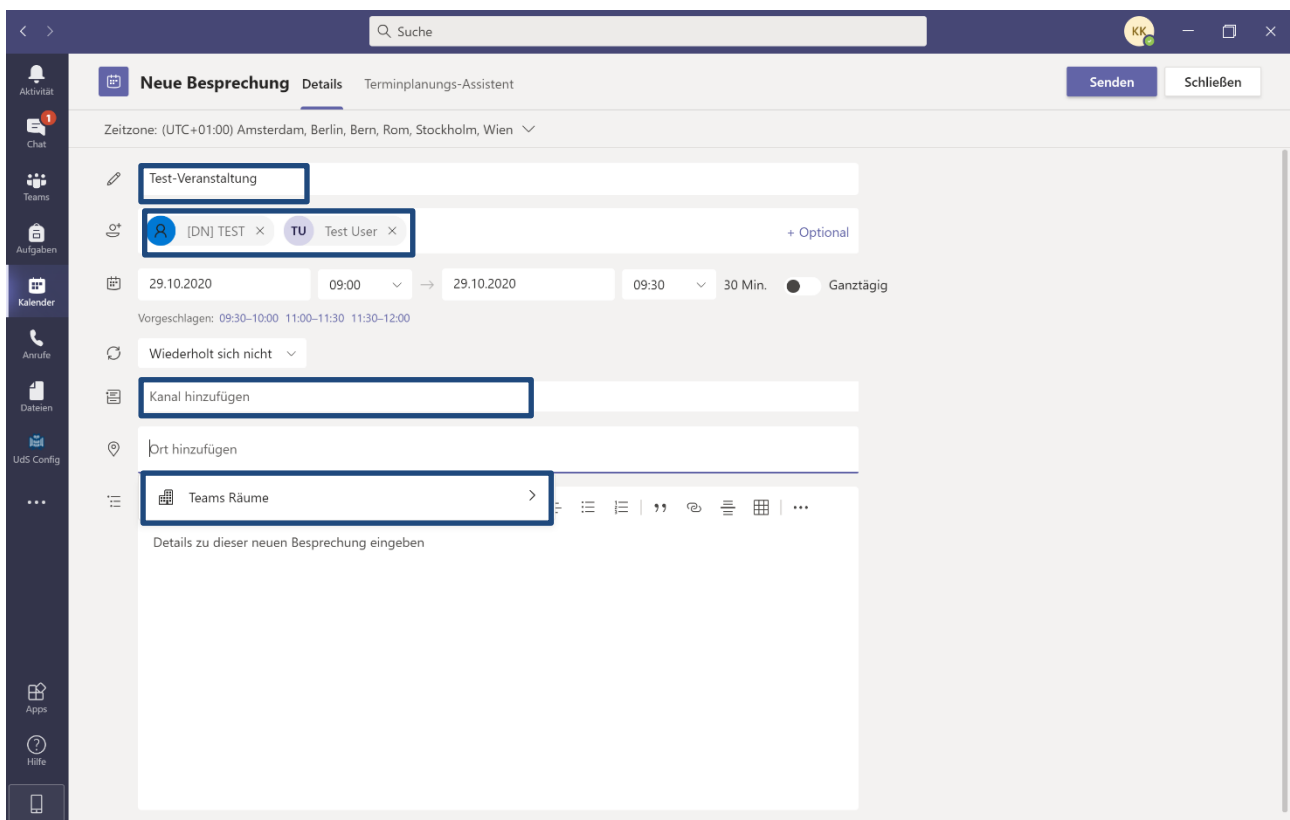 Suche
KK
Aktivität
1
Chat
Teams
Aufgaben
Kalender
Anrufe
Dateien
UdS Config
Apps
Hilfe
Neue Besprechung Details Terminplanungs-Assistent Senden Schließen
Zeitzone: (UTC+01:00) Amsterdam, Berlin, Bern, Rom, Stockholm, Wien
Test-Veranstaltung
[DN] TEST × TU Test User × + Optional
29.10.2020 09:00 → 29.10.2020 09:30 30 Min. Ganztägig
Vorgeschlagen: 09:30–10:00 11:00–11:30 11:30–12:00
Wiederholt sich nicht
Kanal hinzufügen
Ort hinzufügen
Teams Räume
Details zu dieser neuen Besprechung eingeben